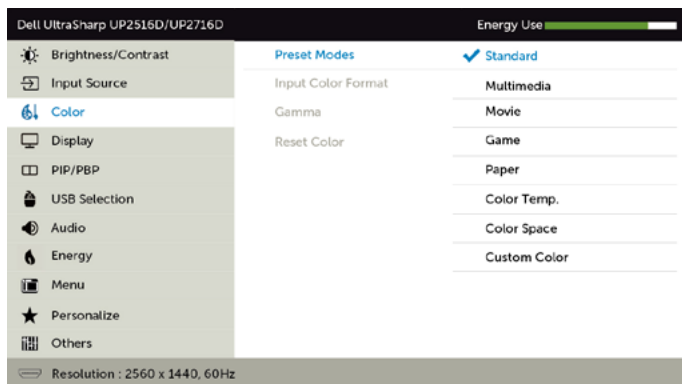 Dell UltraSharp UP2516D/UP2716D
Energy Use
Brightness/Contrast
Input Source
Color
Display
PIP/PBP
USB Selection
Audio
Energy
Menu
Personalize
Others
Preset Modes
Input Color Format
Gamma
Reset Color
Standard
Multimedia
Movie
Game
Paper
Color Temp.
Color Space
Custom Color
Resolution : 2560 x 1440, 60Hz